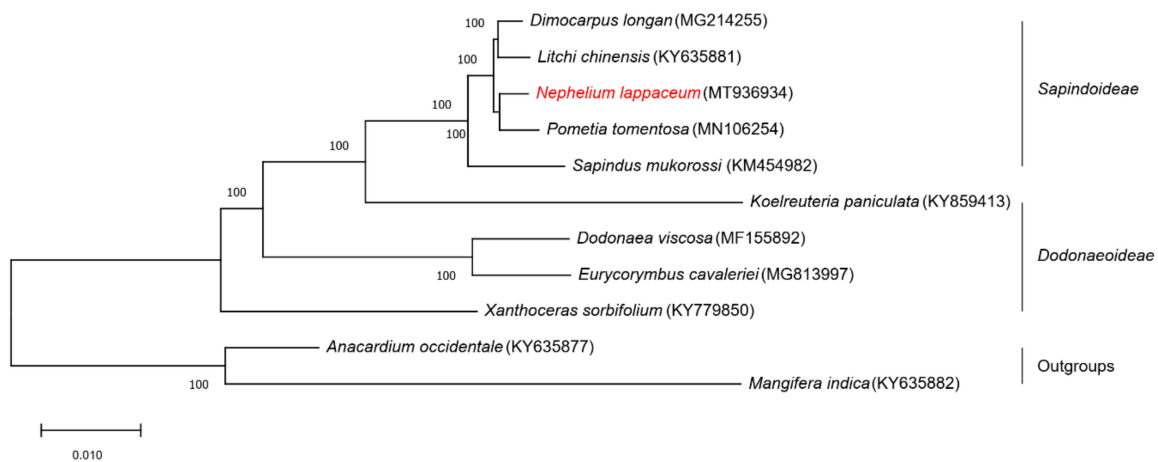 100
Dimocarpus longan (MG214255)
100
Litchi chinensis (KY635881)
100
Nephelium lappaceum (MT936934)
Sapindoideae
100
Pometia tomentosa (MN106254)
100
Sapindus mukorossi (KM454982)
100
Koelreuteria paniculata (KY859413)
Dodonaea viscosa (MF155892)
Dodonaeoideae
100
Eurycorymbus cavaleriei (MG813997)
Xanthoceras sorbifolium (KY779850)
Anacardium occidentale (KY635877)
Outgroups
100
Mangifera indica (KY635882)
0.010